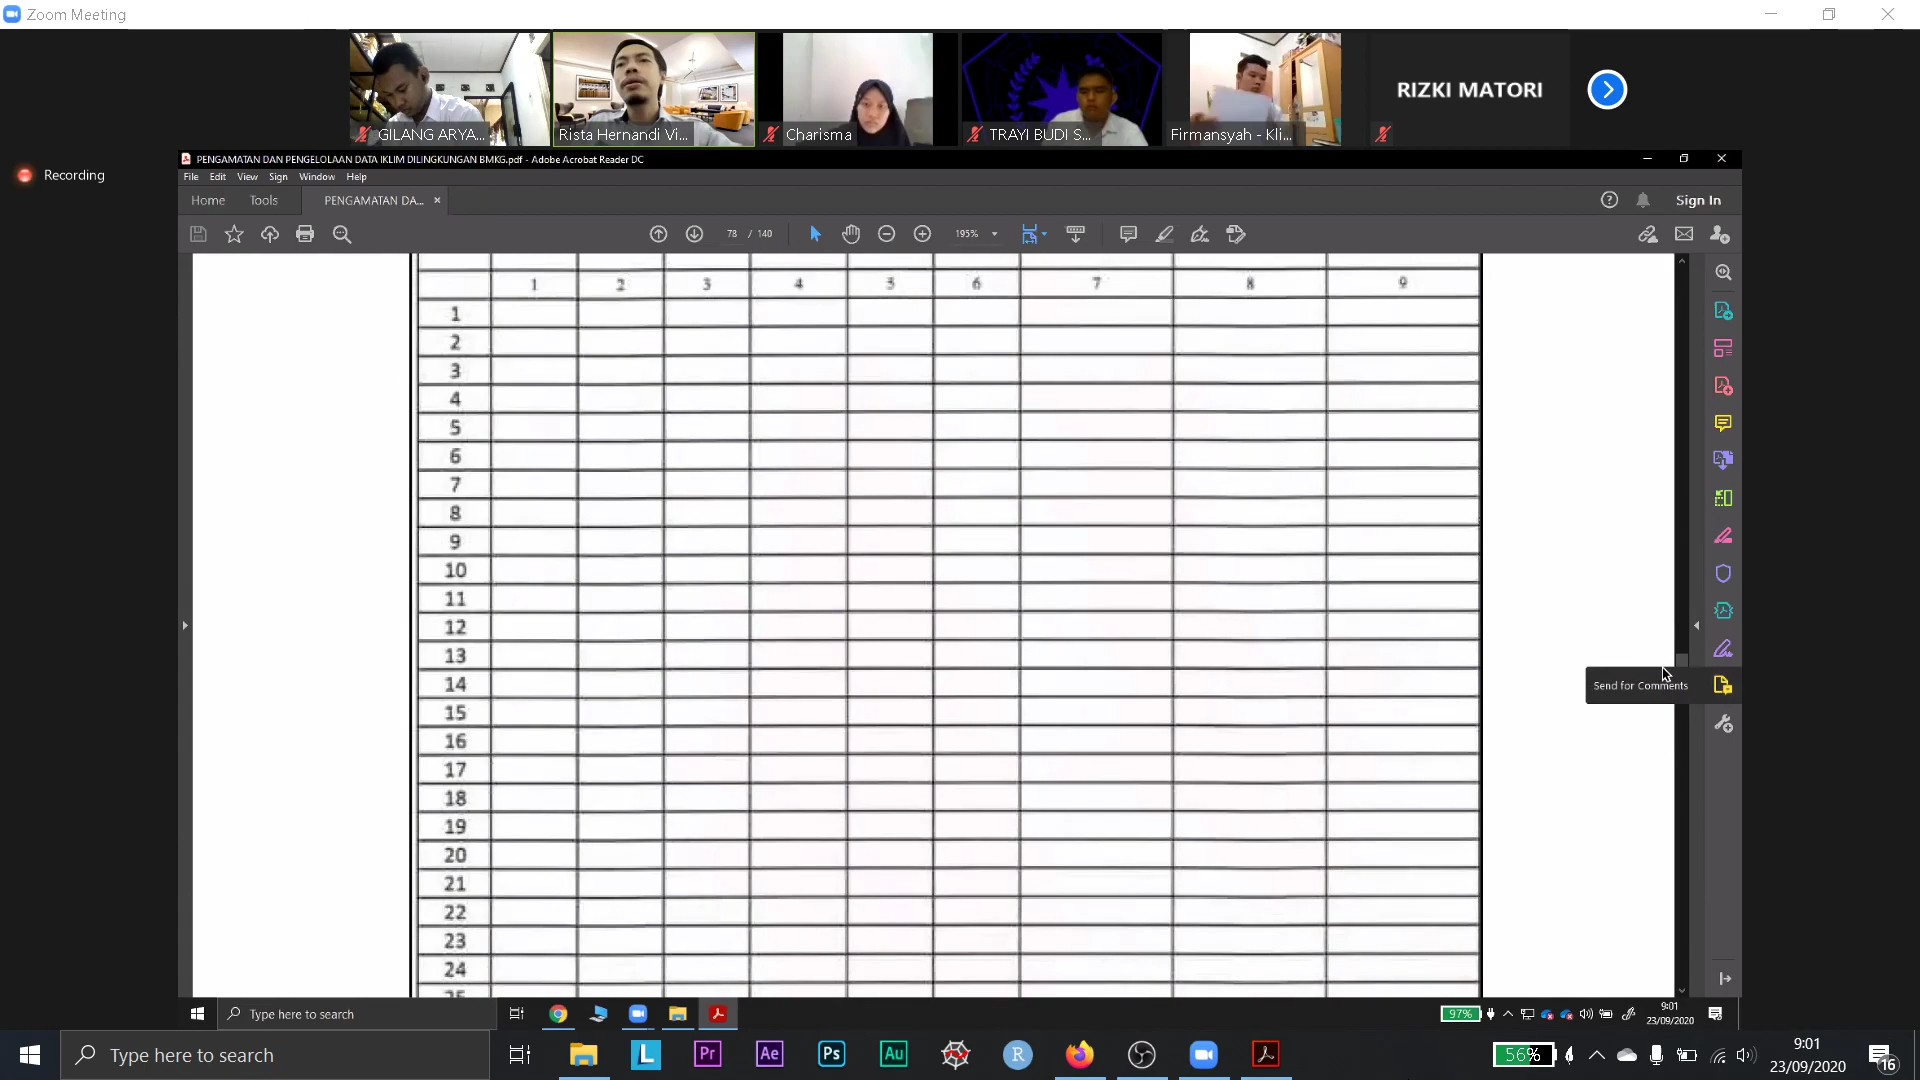 Zoom Meeting
GILANG ARYA...
Rista Hernandi Vi...
Charisma
TRAYI BUDI S...
Firmansyah - Kli...
RIZKI MATORI
Recording
PENGAMATAN DAN PENGELOLAAN DATA IKLIM DILINGKUNGAN BMKG.pdf - Adobe Acrobat Reader DC
File Edit View Sign Window Help
Home Tools PENGAMATAN DA... Sign In
78 / 140 195%
1 2 3 4 5 6 7 8 9
1
2
3
4
5
6
7
8
9
10
11
12
13
14
15
16
17
18
19
20
21
22
23
24
Send for Comments
Type here to search
97%
9:01
23/09/2020
Type here to search
L Pr Ae Ps Au R
56%
9:01
23/09/2020
16